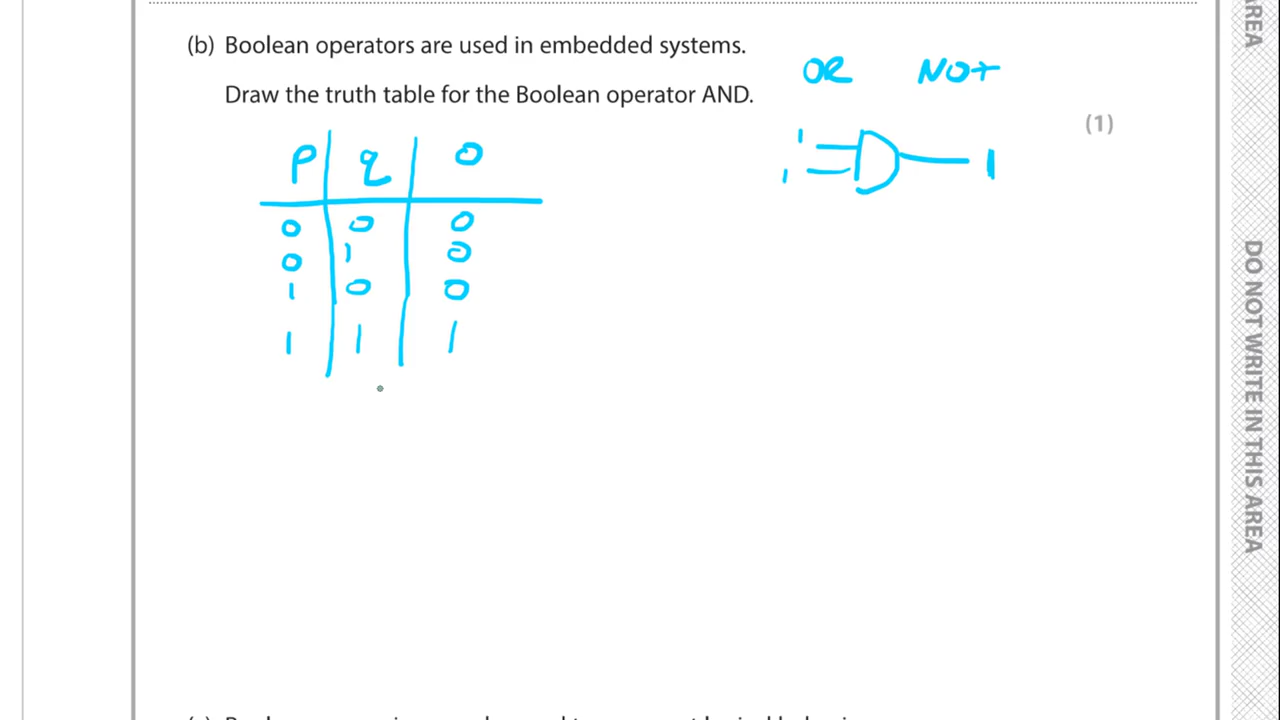 (b) Boolean operators are used in embedded systems.
OR NOT
Draw the truth table for the Boolean operator AND.
(1)
P q O
0 0 0
0 1 0
1 0 0
1 1 1
1
1
1
AREA
DO NOT WRITE IN THIS AREA